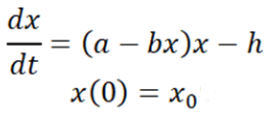 dx/dt = (a − bx)x − h
x(0) = x₀